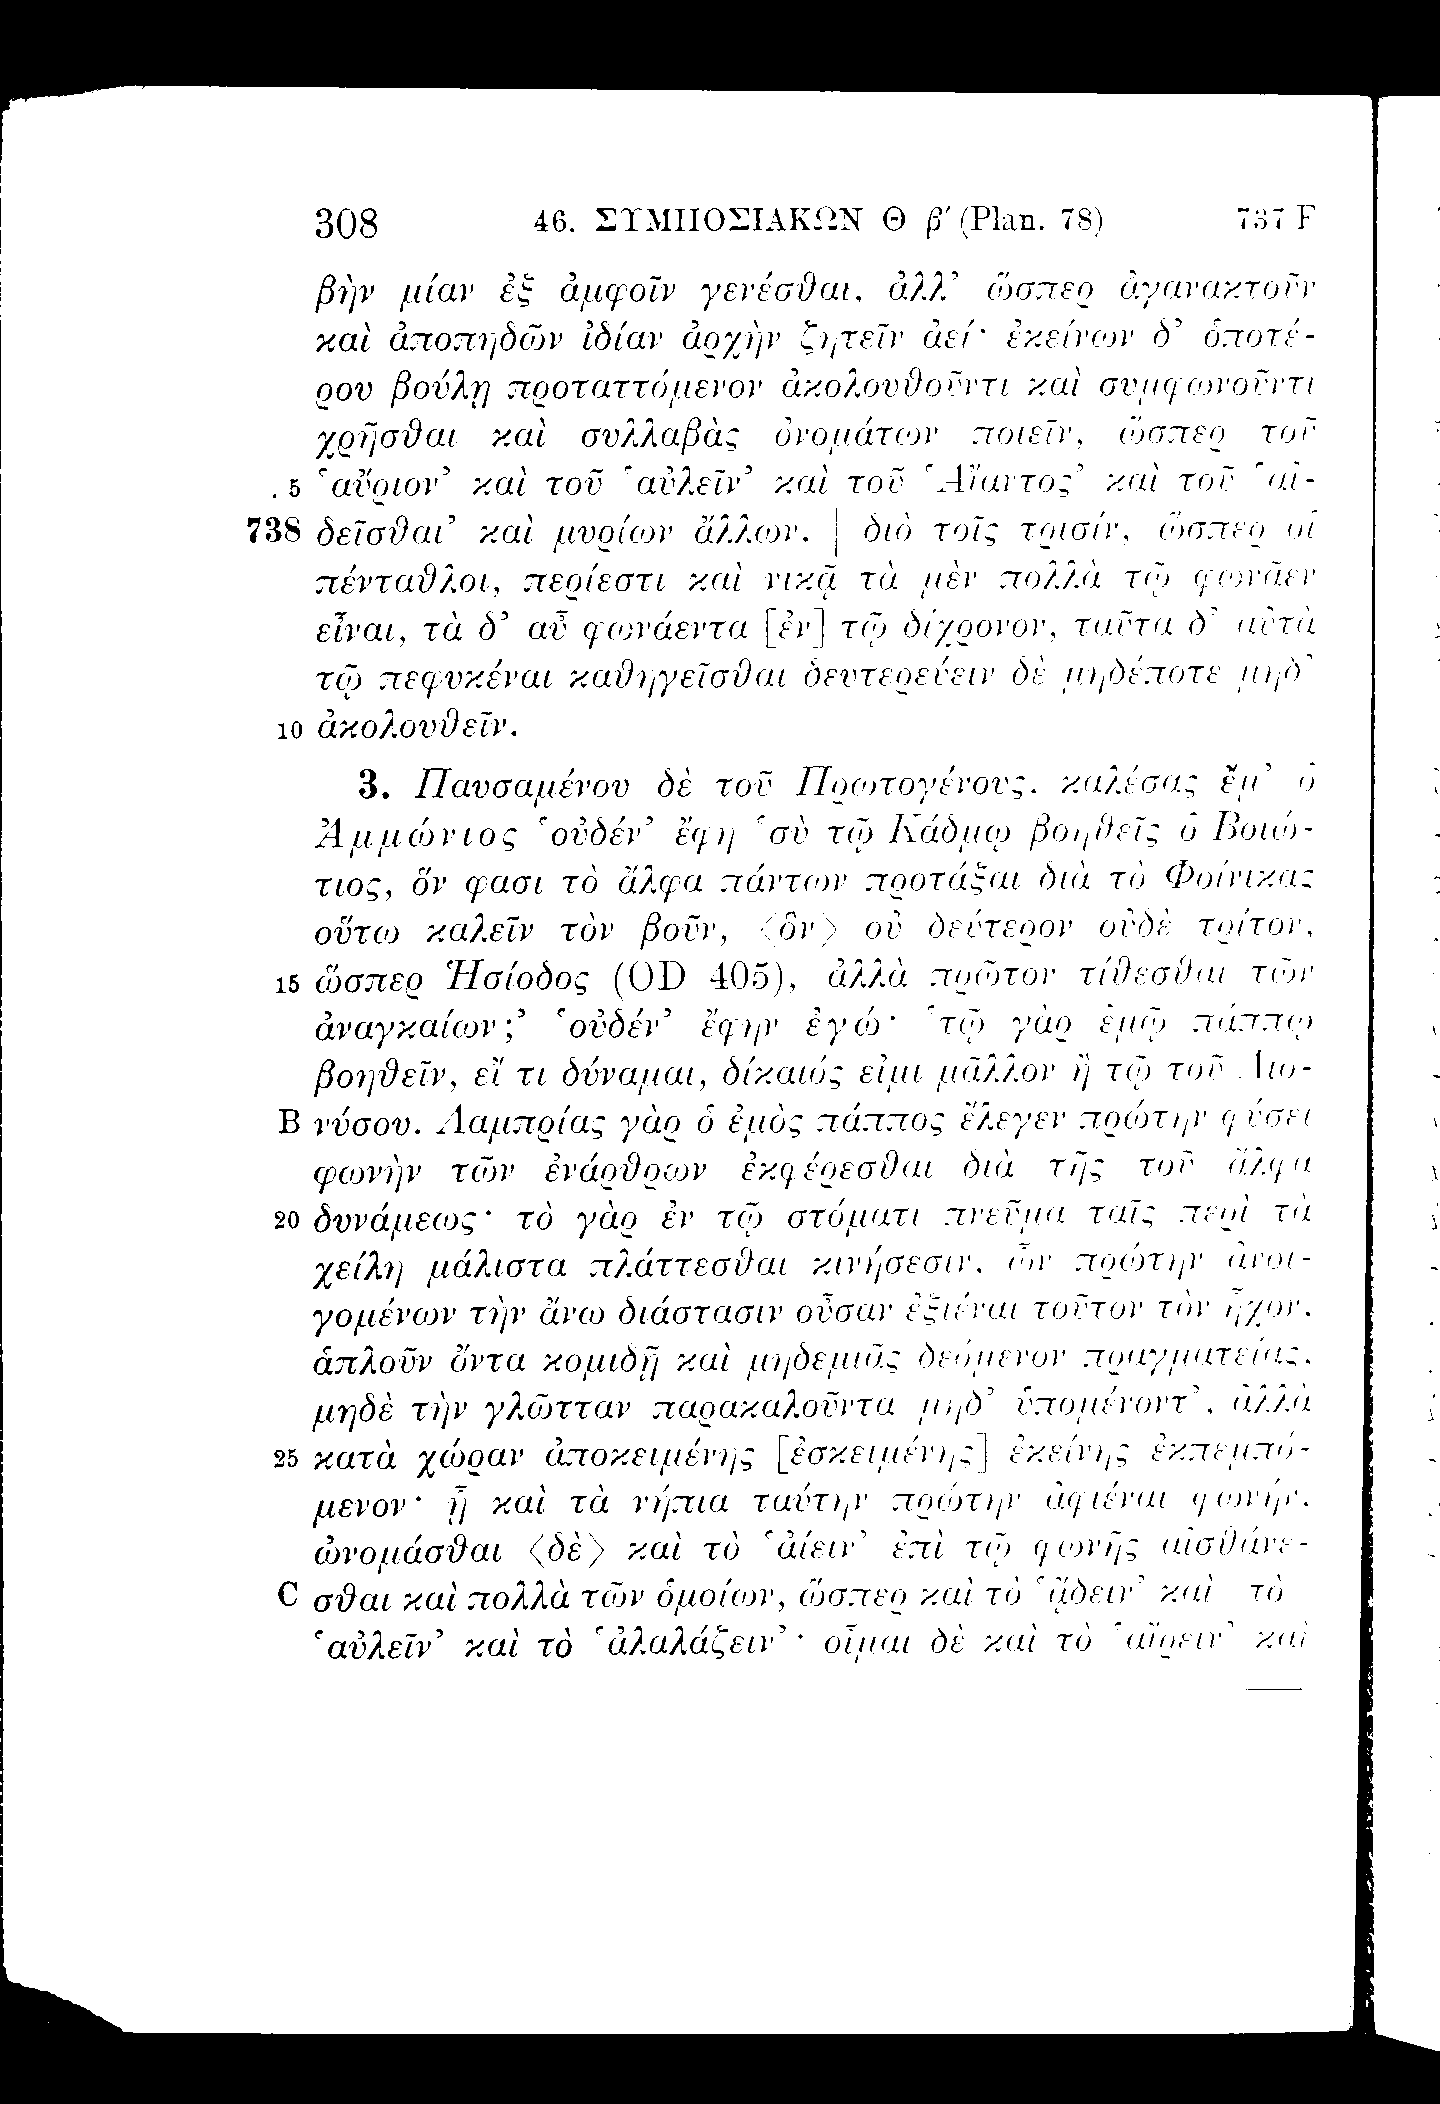 308 46. ΣΥΜΠΟΣΙΑΚΩΝ Θ β′ (Plan. 78) 737 F
βὴν μίαν ἐξ ἀμφοῖν γενέσθαι, ἀλλ’ ὥσπερ ἀγανακτοῦν
καὶ ἀποπηδῶν ἰδίαν ἀρχὴν ζητεῖν ἀεί· ἐκείνων δ’ ὁποτέ-
ρου βούλῃ προταττόμενον ἀκολουθοῦντι καὶ συμφωνοῦντι
χρῆσθαι καὶ συλλαβὰς ὀνομάτων ποιεῖν, ὥσπερ τοῦ
5 ‘αὔριον’ καὶ τοῦ ‘αὐλεῖν’ καὶ τοῦ ‘Αἴαντος’ καὶ τοῦ ‘αἰ-
738 δεῖσθαι’ καὶ μυρίων ἄλλων. | διὸ τοῖς τρισίν, ὥσπερ οἱ
πένταθλοι, περίεστι καὶ νικᾷ τὰ μὲν πολλὰ τῷ φωνᾶεν
εἶναι, τὰ δ’ αὖ φωνάεντα [ἐν] τῷ δίχρονον, ταῦτα δ’ αὐτὰ
τῷ πεφυκέναι καθηγεῖσθαι δευτερεύειν δὲ μηδέποτε μηδ’
10 ἀκολουθεῖν.
3. Παυσαμένου δὲ τοῦ Πρωτογένους, καλέσας ἔμ’ ὁ
Ἀμμώνιος ‘οὐδέν’ ἔφη ‘σὺ τῷ Κάδμῳ βοηθεῖς ὁ Βοιώ-
τιος, ὅν φασι τὸ ἄλφα πάντων προτάξαι διὰ τὸ Φοίνικας
οὕτω καλεῖν τὸν βοῦν, ⟨ὃν⟩ οὐ δεύτερον οὐδὲ τρίτον,
15 ὥσπερ Ἡσίοδος (OD 405), ἀλλὰ πρῶτον τίθεσθαι τῶν
ἀναγκαίων;’ ‘οὐδέν’ ἔφην ἐγώ· ‘τῷ γὰρ ἐμῷ πάππῳ
βοηθεῖν, εἴ τι δύναμαι, δίκαιός εἰμι μᾶλλον ἢ τῷ τοῦ Διο-
B νύσου. Λαμπρίας γὰρ ὁ ἐμὸς πάππος ἔλεγεν πρώτην φύσει
φωνὴν τῶν ἐνάρθρων ἐκφέρεσθαι διὰ τῆς τοῦ ἄλφα
20 δυνάμεως· τὸ γὰρ ἐν τῷ στόματι πνεῦμα ταῖς περὶ τὰ
χείλη μάλιστα πλάττεσθαι κινήσεσιν, ὧν πρώτην ἀνοι-
γομένων τὴν ἄνω διάστασιν οὖσαν ἐξιέναι τοῦτον τὸν ἦχον,
ἁπλοῦν ὄντα κομιδῇ καὶ μηδεμιᾶς δεόμενον πραγματείας,
μηδὲ τὴν γλῶτταν παρακαλοῦντα μηδ’ ὑπομένοντ’, ἀλλὰ
25 κατὰ χώραν ἀποκειμένης [ἐσκειμένης] ἐκείνης ἐκπεμπό-
μενον· ᾗ καὶ τὰ νήπια ταύτην πρώτην ἀφιέναι φωνήν.
ὠνομάσθαι ⟨δὲ⟩ καὶ τὸ ‘ἀίειν’ ἐπὶ τῷ φωνῆς αἰσθάνε-
C σθαι καὶ πολλὰ τῶν ὁμοίων, ὥσπερ καὶ τὸ ‘ᾄδειν’ καὶ τὸ
‘αὐλεῖν’ καὶ τὸ ‘ἀλαλάζειν’· οἶμαι δὲ καὶ τὸ ‘αἴρειν’ καὶ